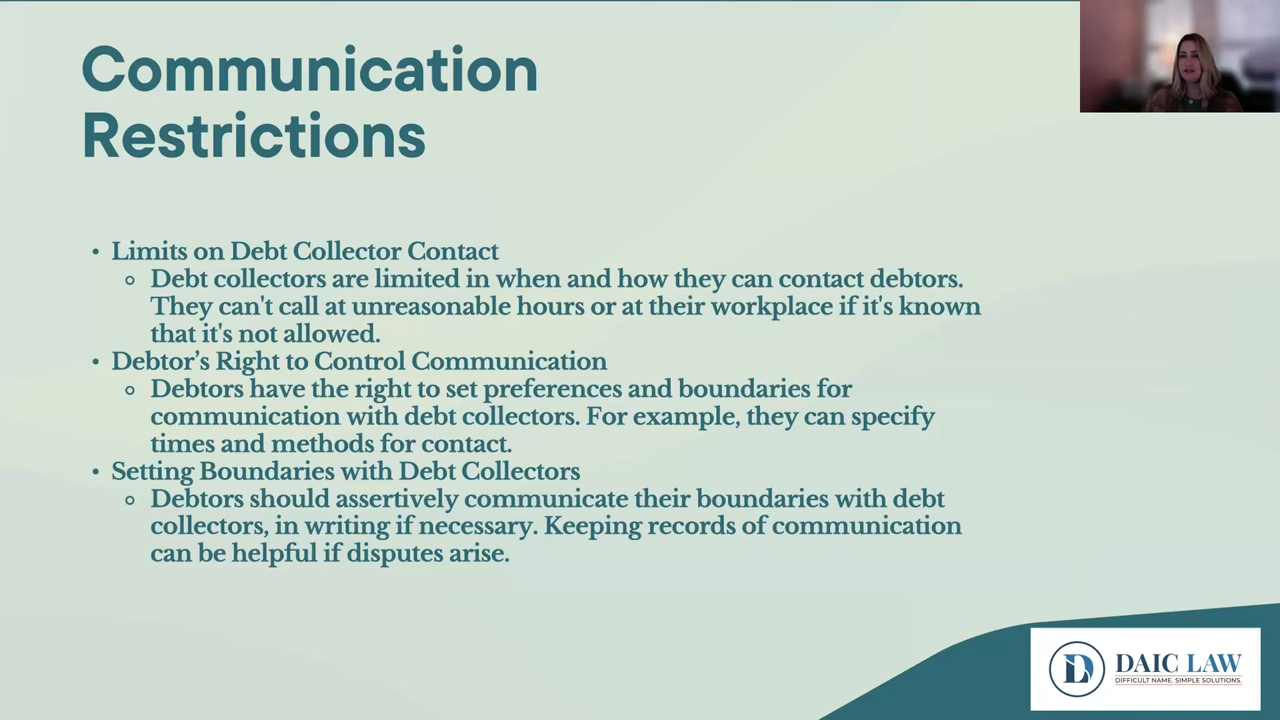 Communication
Restrictions
• Limits on Debt Collector Contact
◦ Debt collectors are limited in when and how they can contact debtors.
They can't call at unreasonable hours or at their workplace if it's known
that it's not allowed.
• Debtor’s Right to Control Communication
◦ Debtors have the right to set preferences and boundaries for
communication with debt collectors. For example, they can specify
times and methods for contact.
• Setting Boundaries with Debt Collectors
◦ Debtors should assertively communicate their boundaries with debt
collectors, in writing if necessary. Keeping records of communication
can be helpful if disputes arise.
DAIC LAW
DIFFICULT NAME. SIMPLE SOLUTIONS.